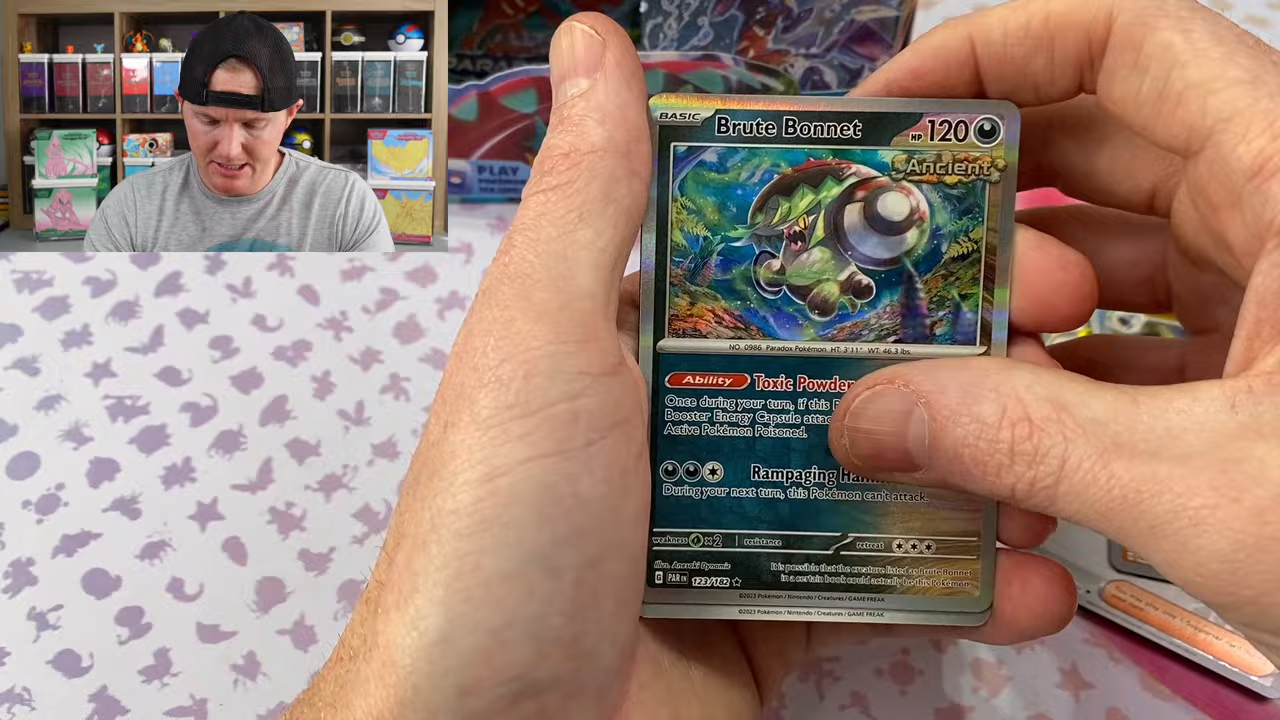 PLAY
BASIC Brute Bonnet HP 120
Ancient
NO. 0986 Paradox Pokémon HT: 3'11" WT: 46.3 lbs.
Ability Toxic Powder
Once during your turn, if this
Booster Energy Capsule
Active Pokémon Poisoned.
Rampaging
During your next turn, this Pokémon can't attack.
weakness ×2 resistance retreat
Illus. Anesaki Dynamic
It is possible that the creature listed as Brute Bonnet
in a certain book could actually be this Pokémon.
G PAR EN 123/182
©2023 Pokémon / Nintendo / Creatures / GAME FREAK
©2023 Pokémon / Nintendo / Creatures / GAME FREAK